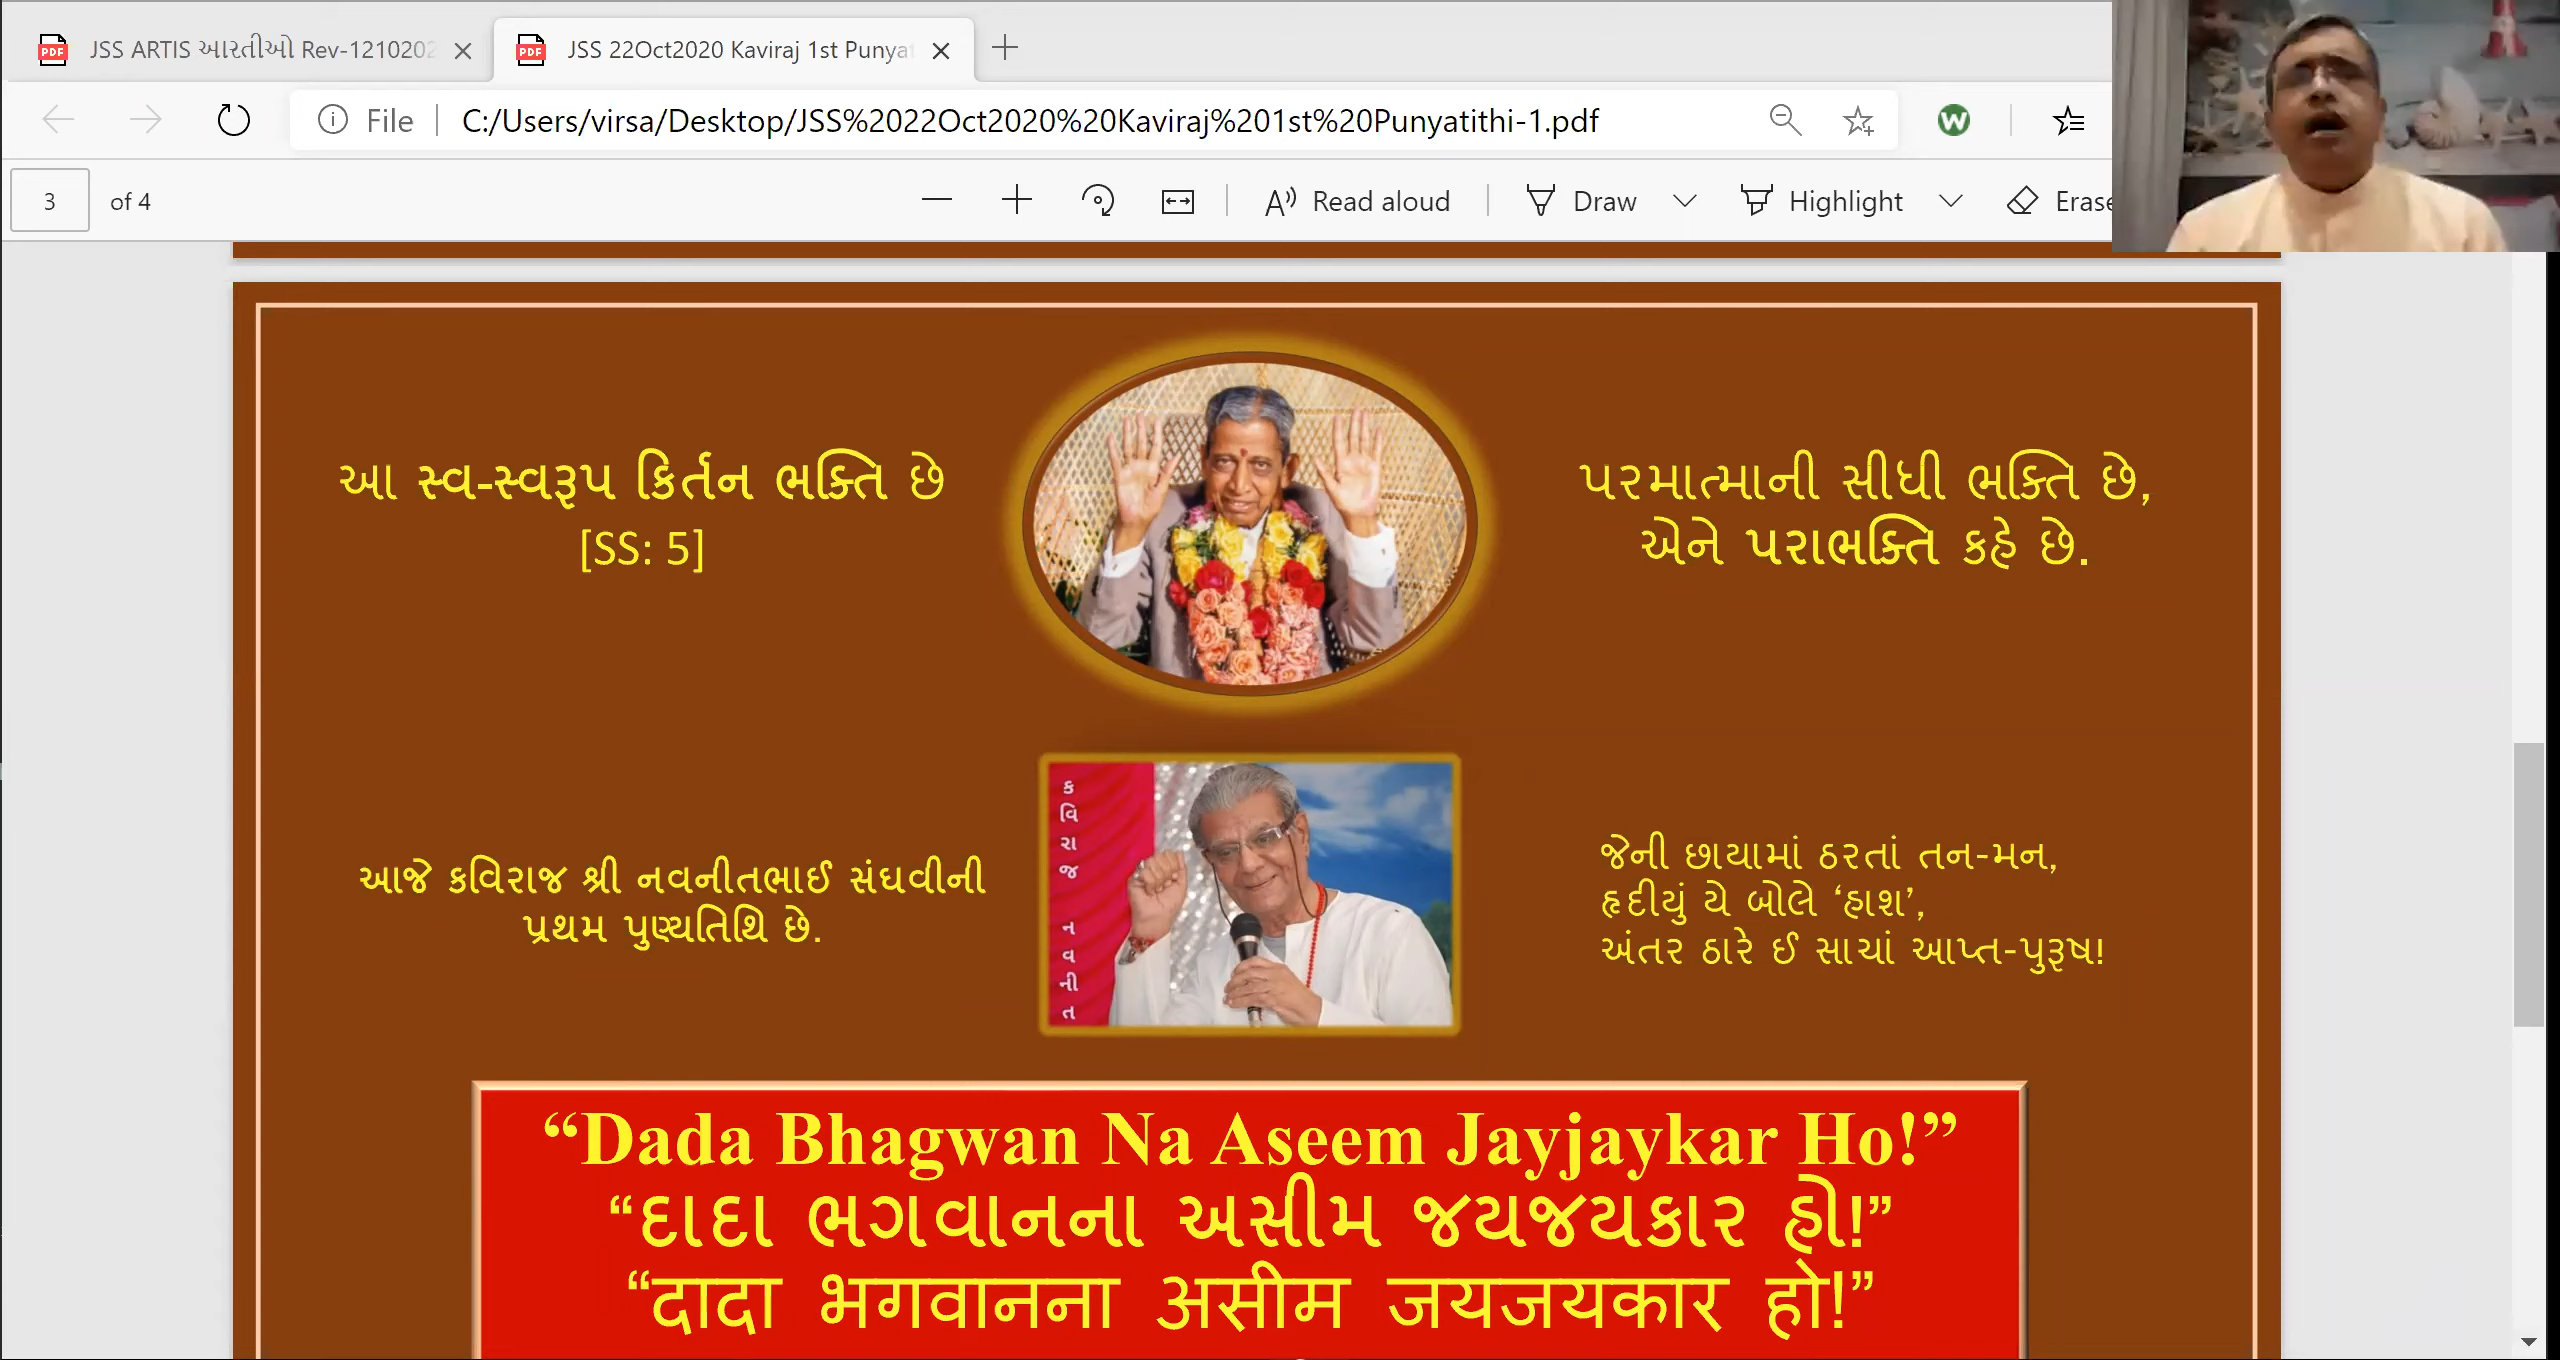 JSS ARTIS આરતીઓ Rev-1210202
JSS 22Oct2020 Kaviraj 1st Punya
File
C:/Users/virsa/Desktop/JSS%2022Oct2020%20Kaviraj%201st%20Punyatithi-1.pdf
W
3 of 4
Read aloud
Draw
Highlight
Erase
આ સ્વ-સ્વરૂપ કિર્તન ભક્તિ છે
[SS: 5]
પરમાત્માની સીધી ભક્તિ છે,
એને પરાભક્તિ કહે છે.
કવિરાજ નવનીત
આજે કવિરાજ શ્રી નવનીતભાઈ સંઘવીની
પ્રથમ પુણ્યતિથિ છે.
જેની છાયામાં ઠરતાં તન-મન,
હૃદીયું યે બોલે ‘હાશ’,
અંતર ઠારે ઈ સાચાં આપ્ત-પુરૂષ!
“Dada Bhagwan Na Aseem Jayjaykar Ho!”
“દાદા ભગવાનના અસીમ જયજયકાર હો!”
“दादा भगवानना असीम जयजयकार हो!”